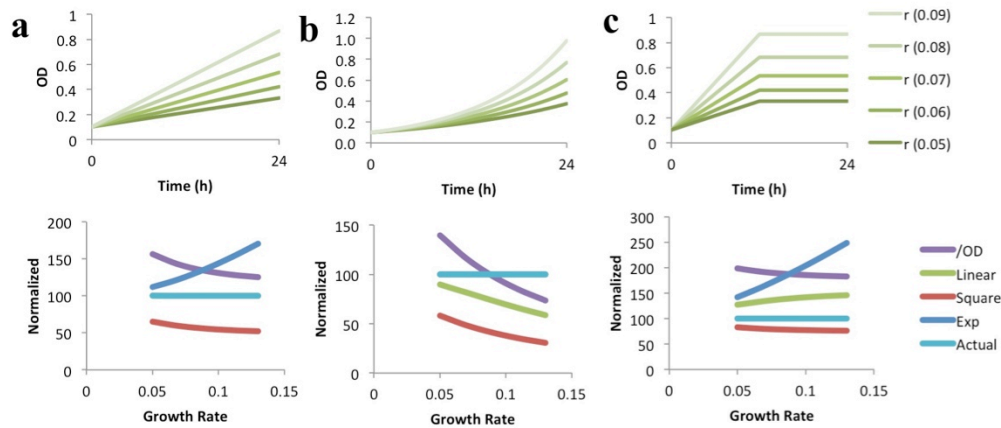 a
1
0.8
0.6
0.4
0.2
0
OD
0
24
Time (h)
b
1.2
1.0
0.8
0.6
0.4
0.2
0.0
OD
0
24
Time (h)
c
1
0.8
0.6
0.4
0.2
0
OD
0
24
Time (h)
r (0.09)
r (0.08)
r (0.07)
r (0.06)
r (0.05)
200
150
100
50
0
Normalized
0
0.05
0.1
0.15
Growth Rate
150
100
50
0
Normalized
0
0.05
0.1
0.15
Growth Rate
300
250
200
150
100
50
0
Normalized
0
0.05
0.1
0.15
Growth Rate
/OD
Linear
Square
Exp
Actual